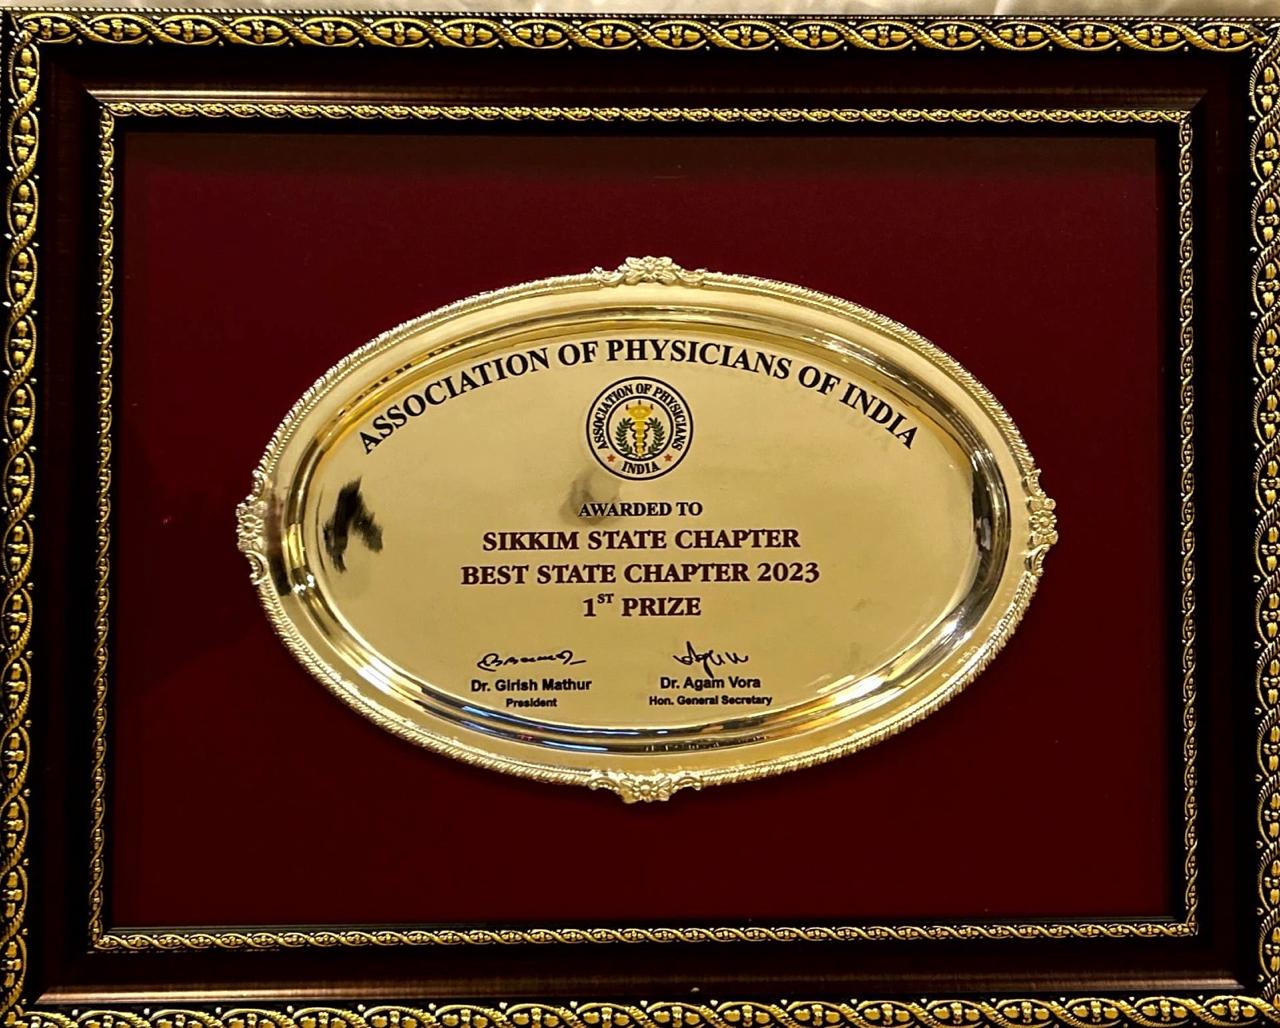 ASSOCIATION OF PHYSICIANS OF INDIA
ASSOCIATION OF PHYSICIANS
INDIA
AWARDED TO
SIKKIM STATE CHAPTER
BEST STATE CHAPTER 2023
1ST PRIZE
Dr. Girish Mathur
President
Dr. Agam Vora
Hon. General Secretary